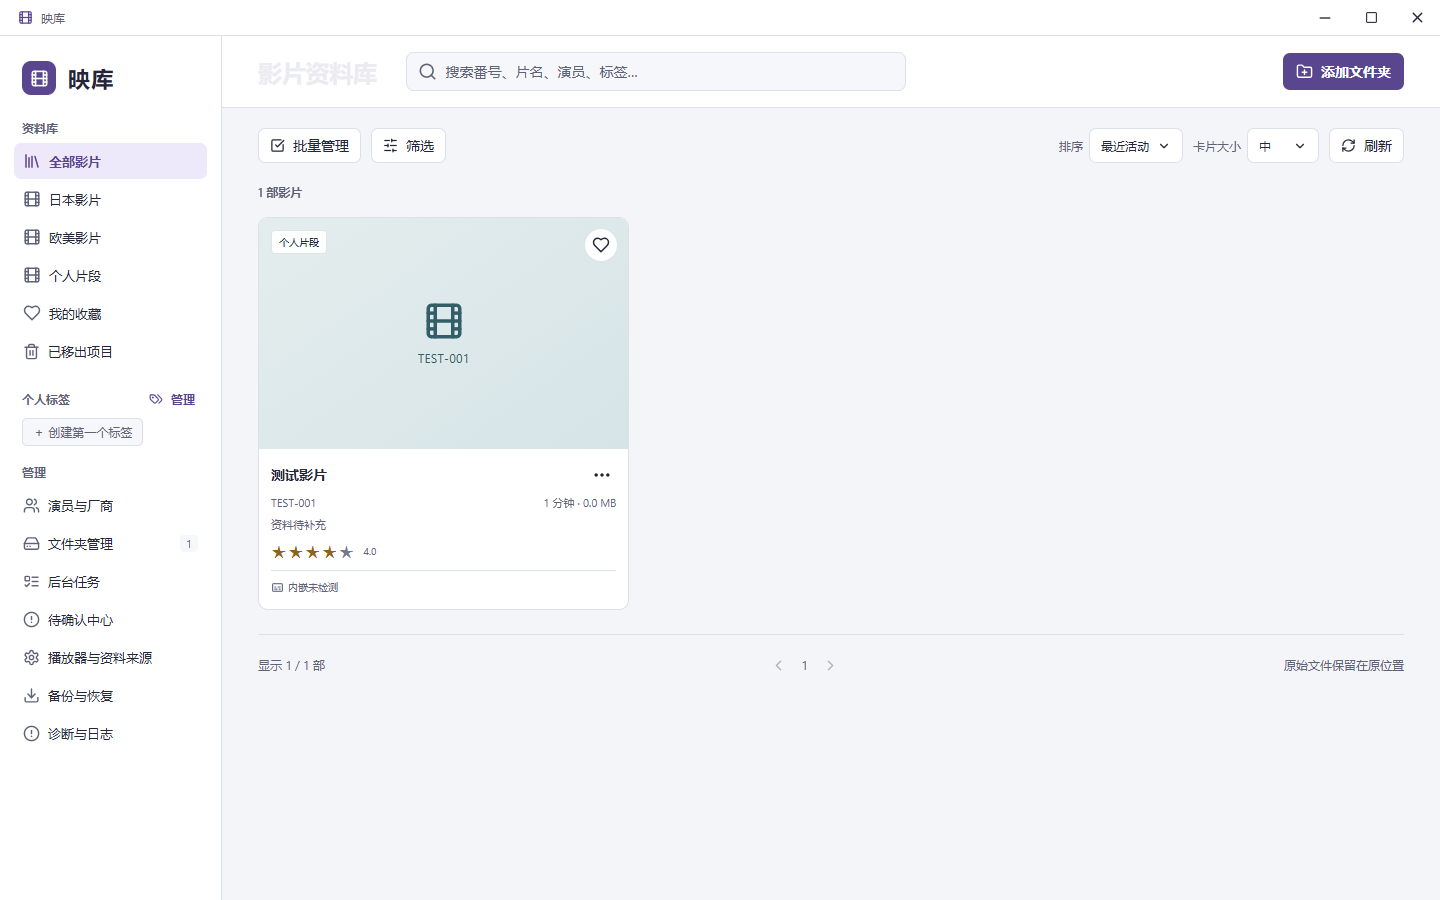 映库
映库
资料库
全部影片
日本影片
欧美影片
个人片段
我的收藏
已移出项目
个人标签 管理
+ 创建第一个标签
管理
演员与厂商
文件夹管理 1
后台任务
待确认中心
播放器与资料来源
备份与恢复
诊断与日志
影片资料库 搜索番号、片名、演员、标签... 添加文件夹
批量管理 筛选 排序 最近活动 卡片大小 中 刷新
1 部影片
个人片段
TEST-001
测试影片
TEST-001 1 分钟 · 0.0 MB
资料待补充
4.0
内嵌未检测
显示 1 / 1 部 1 原始文件保留在原位置